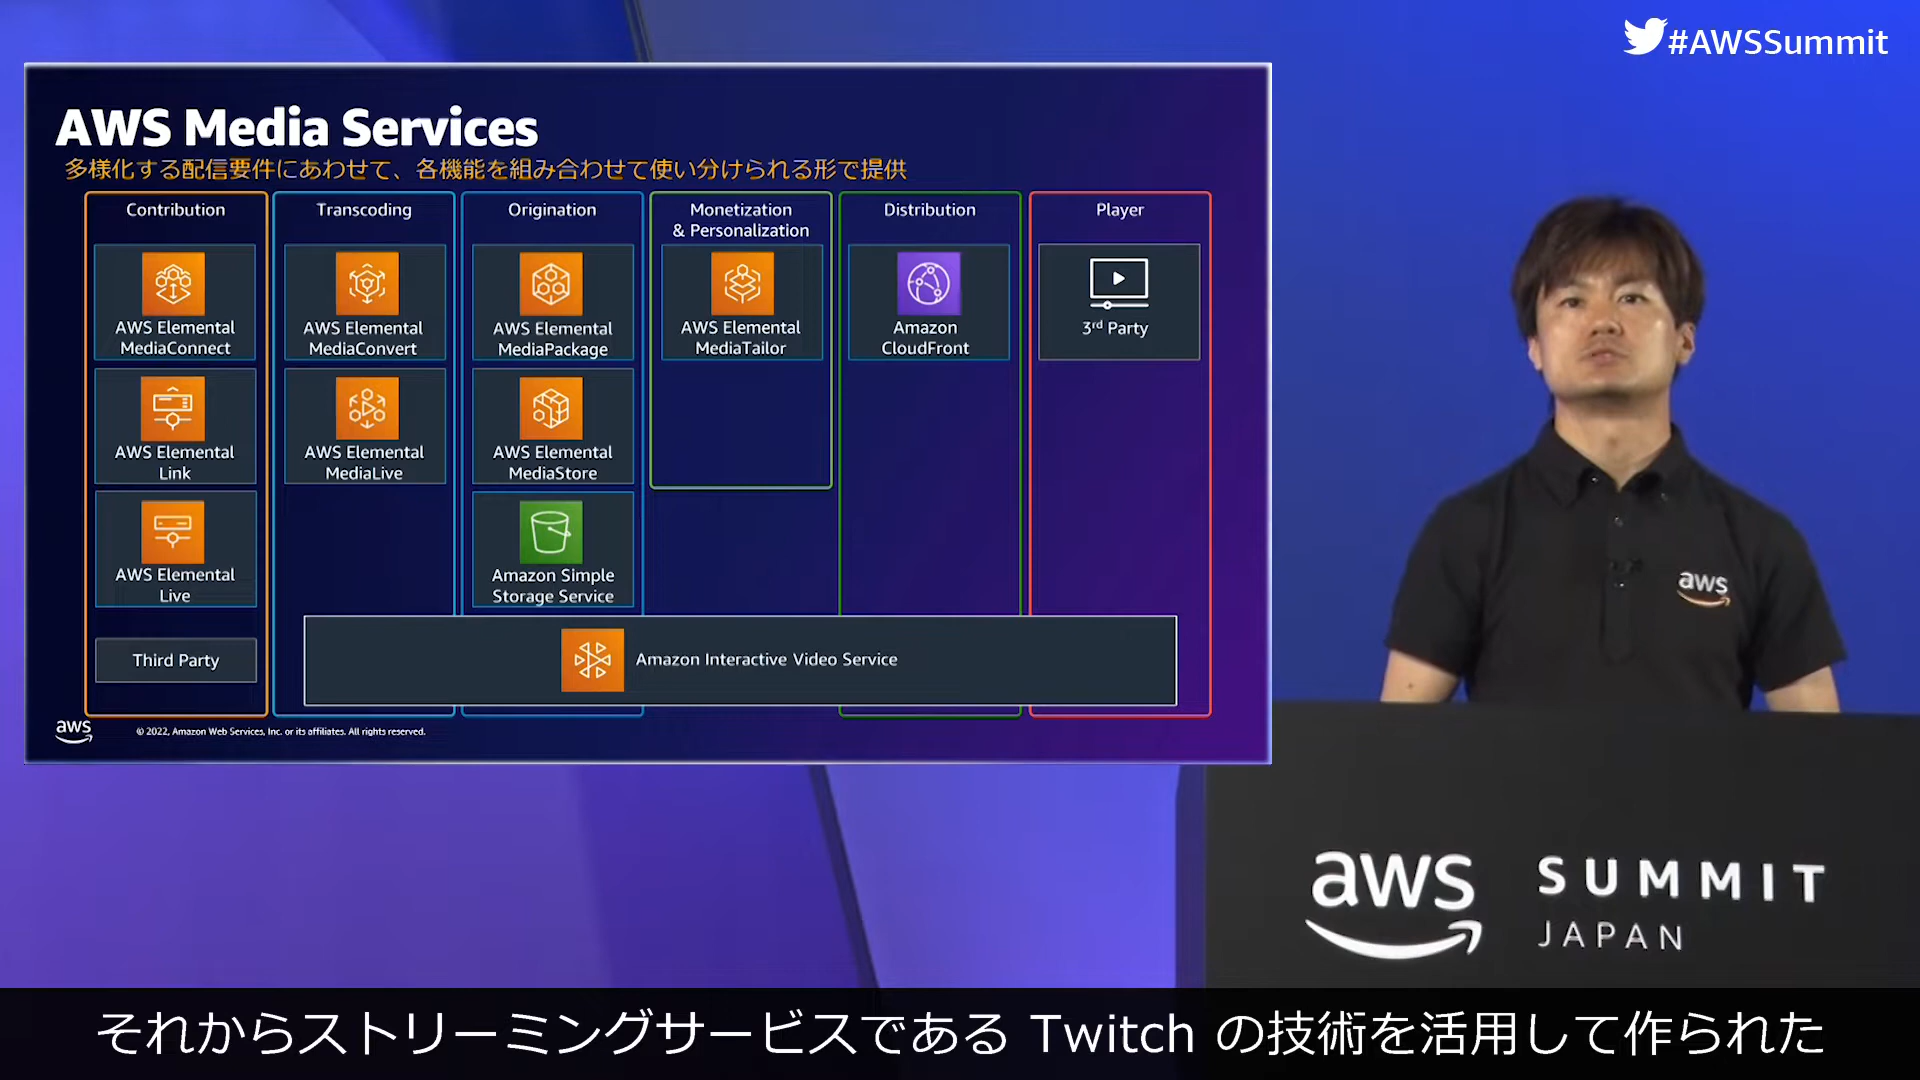 #AWSSummit
AWS Media Services
多様化する配信要件にあわせて、各機能を組み合わせて使い分けられる形で提供
Contribution
AWS Elemental
MediaConnect
AWS Elemental
Link
AWS Elemental
Live
Third Party
Transcoding
AWS Elemental
MediaConvert
AWS Elemental
MediaLive
Origination
AWS Elemental
MediaPackage
AWS Elemental
MediaStore
Amazon Simple
Storage Service
Monetization
& Personalization
AWS Elemental
MediaTailor
Distribution
Amazon
CloudFront
Player
3rd Party
Amazon Interactive Video Service
aws
© 2022, Amazon Web Services, Inc. or its affiliates. All rights reserved.
aws
aws SUMMIT
JAPAN
それからストリーミングサービスである Twitch の技術を活用して作られた